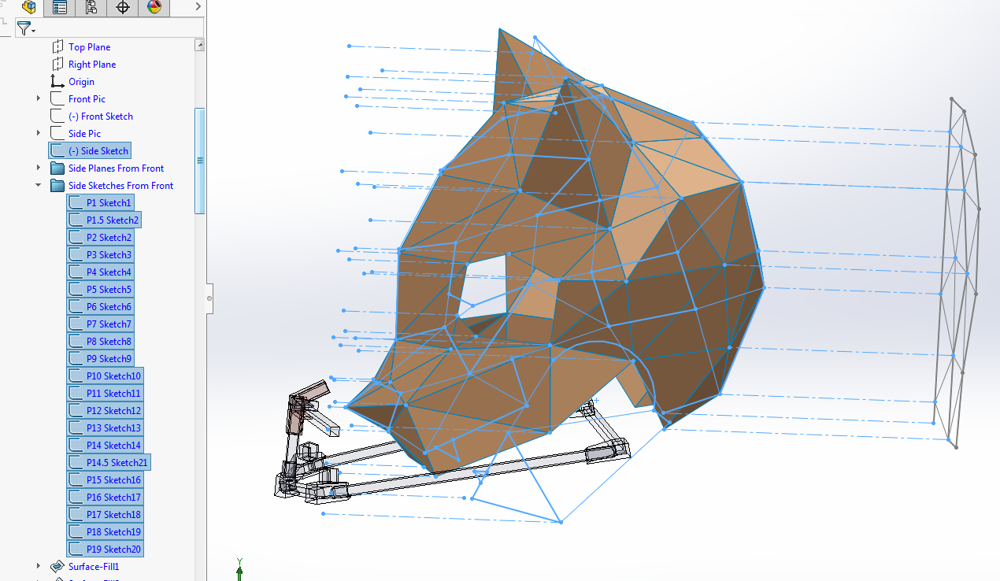 Top Plane
Right Plane
Origin
Front Pic
(-) Front Sketch
Side Pic
(-) Side Sketch
Side Planes From Front
Side Sketches From Front
P1 Sketch1
P1.5 Sketch2
P2 Sketch2
P3 Sketch3
P4 Sketch4
P5 Sketch5
P6 Sketch6
P7 Sketch7
P8 Sketch8
P9 Sketch9
P10 Sketch10
P11 Sketch11
P12 Sketch12
P13 Sketch13
P14 Sketch14
P14.5 Sketch21
P15 Sketch16
P16 Sketch17
P17 Sketch18
P18 Sketch19
P19 Sketch20
Surface-Fill1
Y